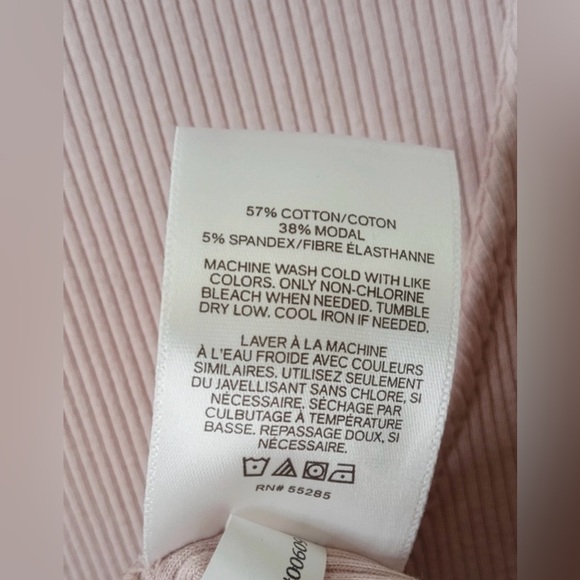 57% COTTON/COTON
38% MODAL
5% SPANDEX/FIBRE ÉLASTHANNE
MACHINE WASH COLD WITH LIKE
COLORS. ONLY NON-CHLORINE
BLEACH WHEN NEEDED. TUMBLE
DRY LOW. COOL IRON IF NEEDED.
LAVER À LA MACHINE
À L'EAU FROIDE AVEC COULEURS
SIMILAIRES. UTILISEZ SEULEMENT
DU JAVELLISANT SANS CHLORE, SI
NÉCESSAIRE. SÉCHAGE PAR
CULBUTAGE À TEMPÉRATURE
BASSE. REPASSAGE DOUX, SI
NÉCESSAIRE.
RN# 55285